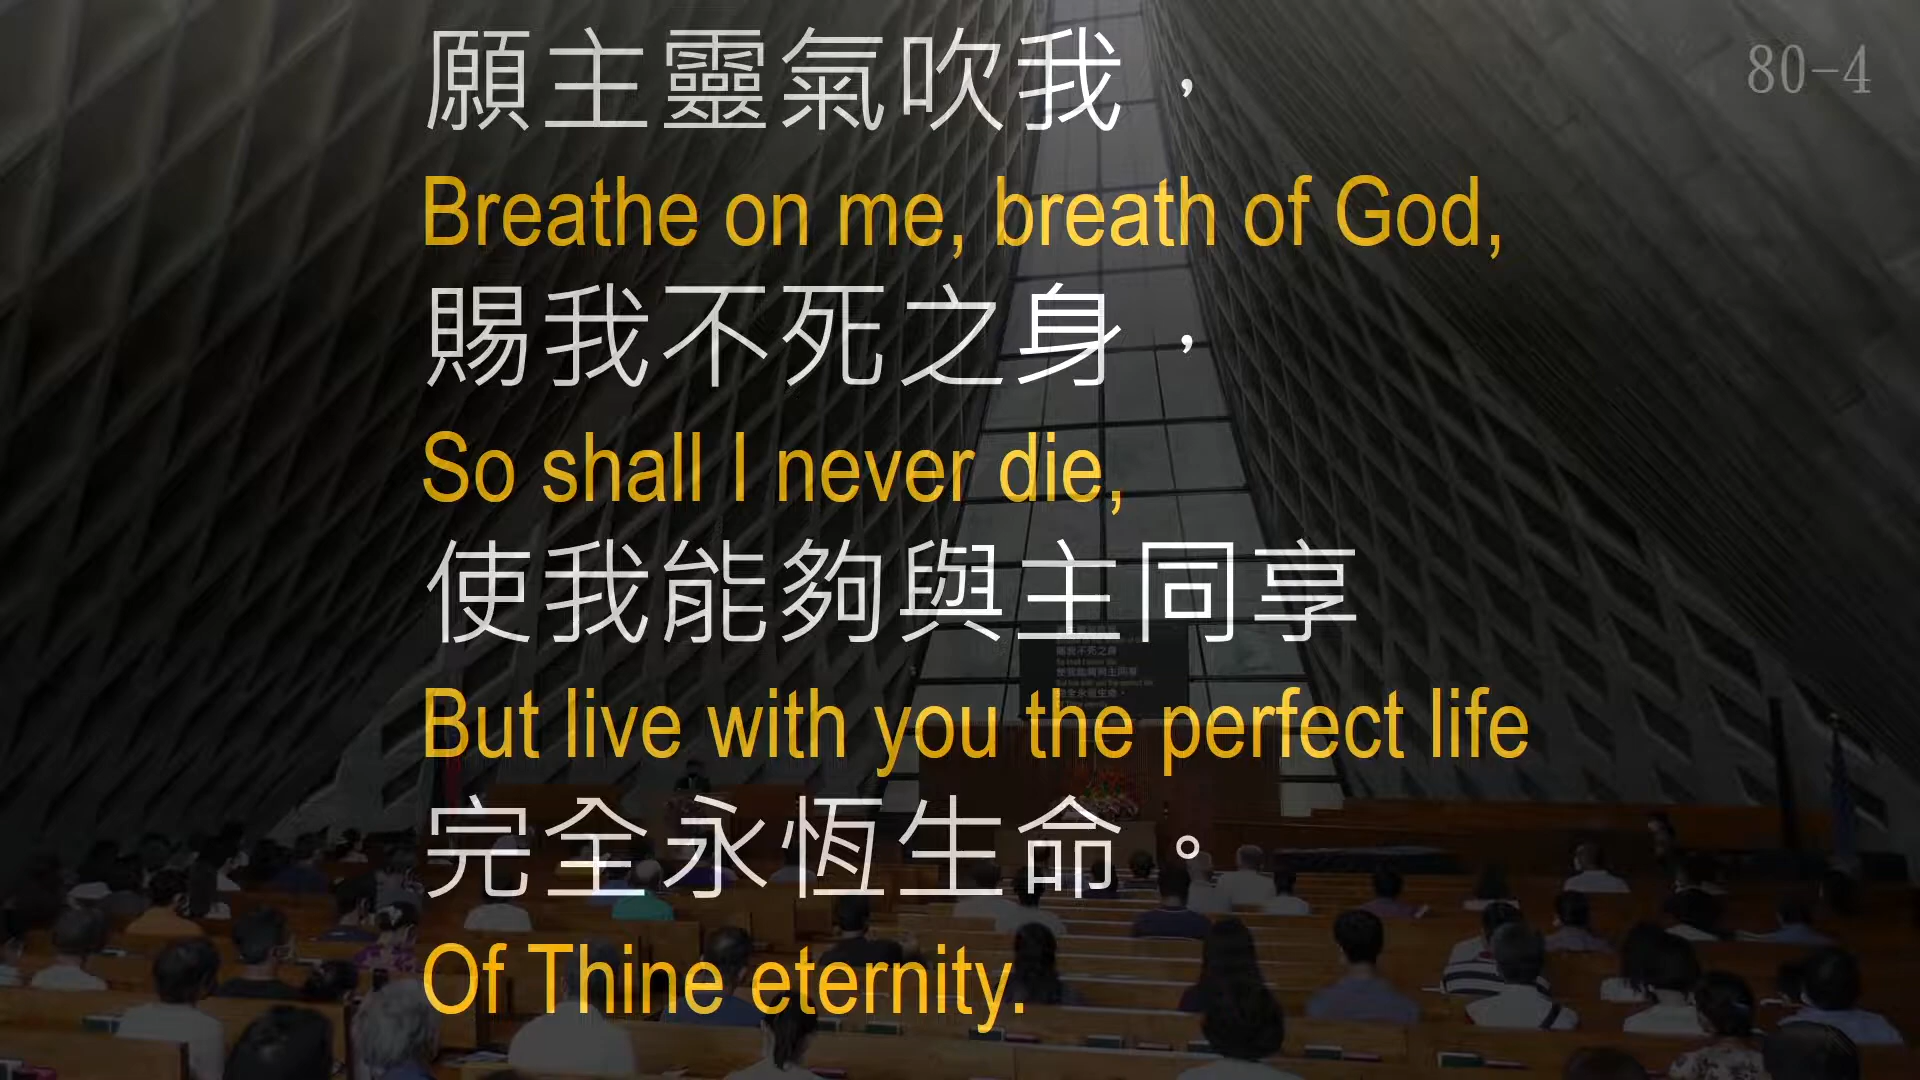 80-4
願主靈氣吹我，
Breathe on me, breath of God,
賜我不死之身，
So shall I never die,
使我能夠與主同享
But live with you the perfect life
完全永恆生命。
Of Thine eternity.